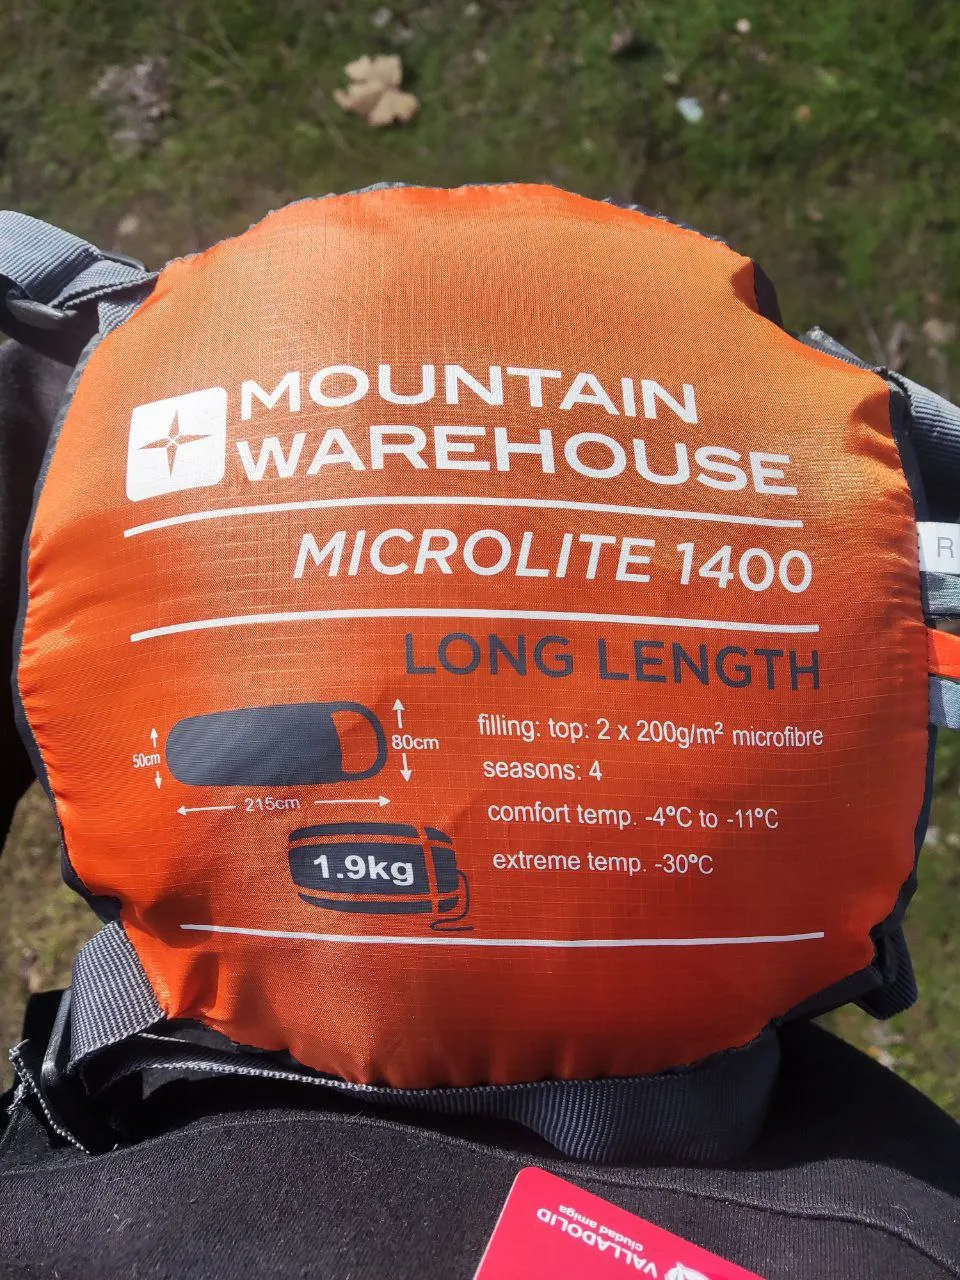 MOUNTAIN
WAREHOUSE
MICROLITE 1400
LONG LENGTH
50cm
80cm
215cm
1.9kg
filling: top: 2 x 200g/m² microfibre
seasons: 4
comfort temp. -4°C to -11°C
extreme temp. -30°C
R
VALLADOLID
ciudad amiga